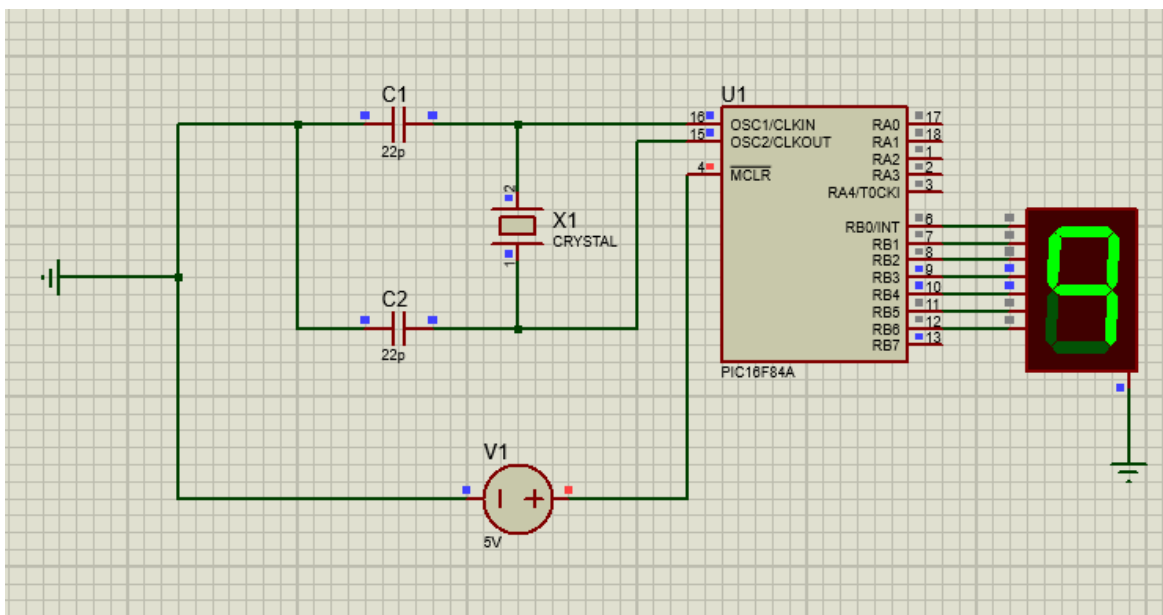 C1
22p
U1
16
OSC1/CLKIN
15
OSC2/CLKOUT
4
MCLR
RA0
17
RA1
18
RA2
1
RA3
2
RA4/T0CKI
3
RB0/INT
6
RB1
7
RB2
8
RB3
9
RB4
10
RB5
11
RB6
12
RB7
13
PIC16F84A
2
X1
CRYSTAL
1
C2
22p
9
V1
+
5V